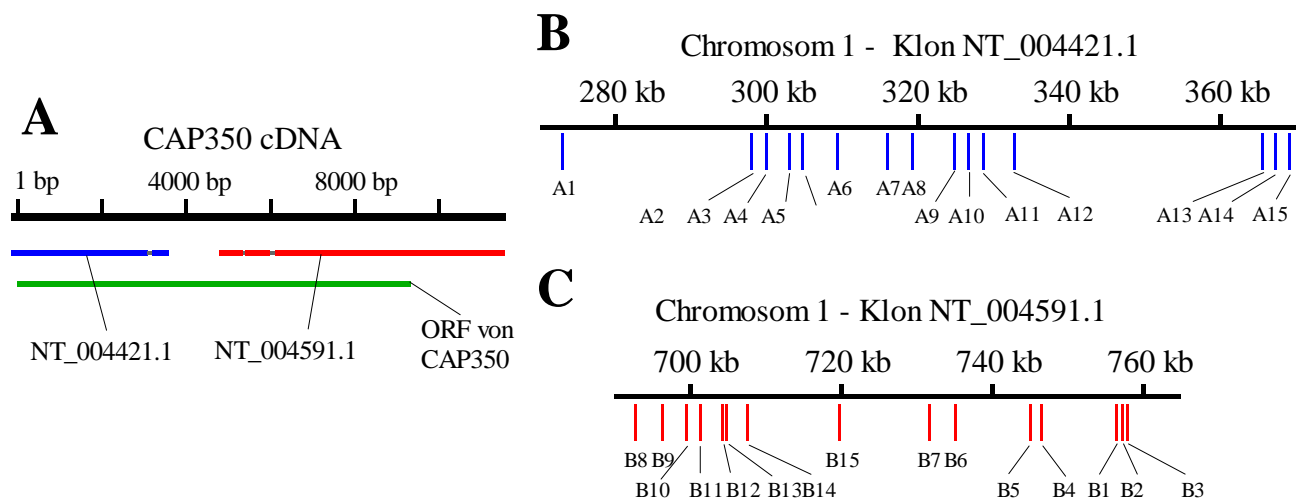 A
CAP350 cDNA
1 bp 4000 bp 8000 bp
NT_004421.1 NT_004591.1
ORF von
CAP350
B
Chromosom 1 - Klon NT_004421.1
280 kb 300 kb 320 kb 340 kb 360 kb
A1 A6 A7 A8
A2 A3 A4 A5 A9 A10 A11 A12 A13 A14 A15
C
Chromosom 1 - Klon NT_004591.1
700 kb 720 kb 740 kb 760 kb
B8 B9 B15 B7 B6
B10 B11 B12 B13 B14 B5 B4 B1 B2 B3